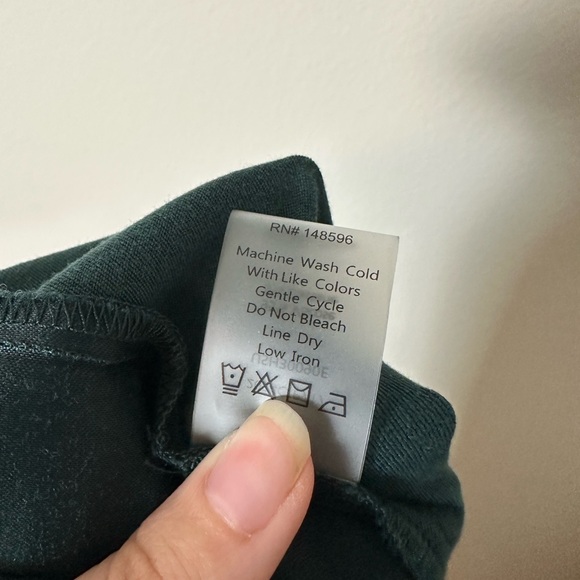 RN# 148596
Machine Wash Cold
With Like Colors
Gentle Cycle
Do Not Bleach
Line Dry
Low Iron